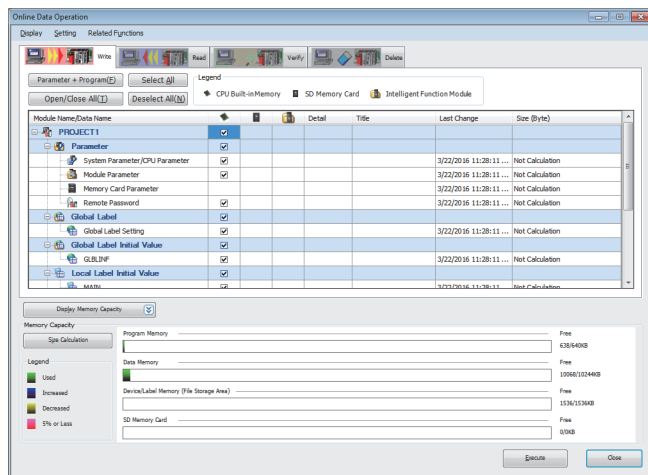 Online Data Operation
Display Setting Related Functions
Write Read Verify Delete
Parameter + Program(F) Select All
Legend
CPU Built-in Memory SD Memory Card Intelligent Function Module
Open/Close All(T) Deselect All(N)
Module Name/Data Name Detail Title Last Change Size (Byte)
PROJECT1
Parameter
System Parameter/CPU Parameter 3/22/2016 11:28:11 ... Not Calculation
Module Parameter 3/22/2016 11:28:11 ... Not Calculation
Memory Card Parameter 3/22/2016 11:28:11 ... Not Calculation
Remote Password 3/22/2016 11:28:11 ... Not Calculation
Global Label
Global Label Setting 3/22/2016 11:28:11 ... Not Calculation
Global Label Initial Value
GLBLINF 3/22/2016 11:28:11 ... Not Calculation
Local Label Initial Value
MAIN 3/22/2016 11:28:11 ... Not Calculation
Display Memory Capacity
Memory Capacity
Size Calculation
Program Memory Free
638/640KB
Legend
Used
Increased
Decreased
5% or Less
Data Memory Free
10068/10244KB
Device/Label Memory (File Storage Area) Free
1536/1536KB
SD Memory Card Free
0/0KB
Execute Close